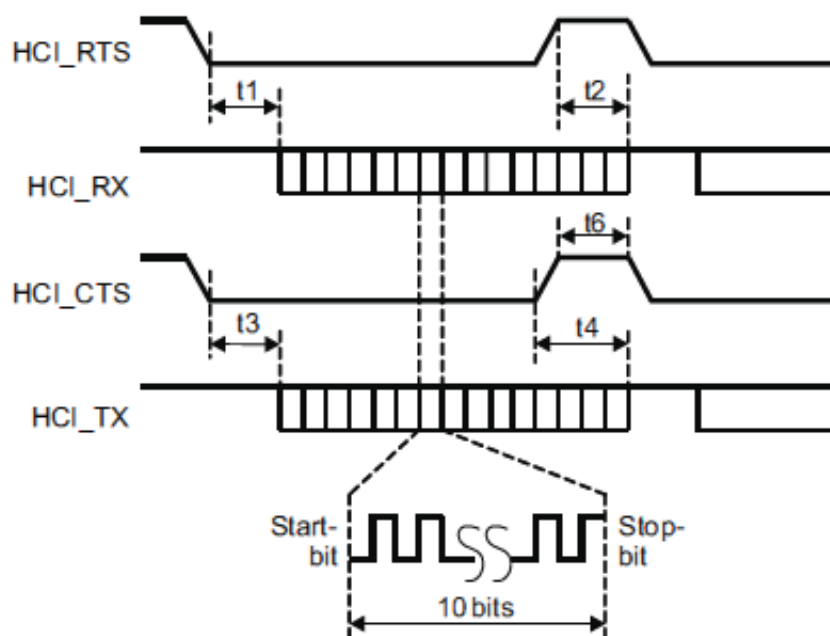 HCI_RTS
t1
t2
HCI_RX
t6
HCI_CTS
t3
t4
HCI_TX
Start-
bit
Stop-
bit
10 bits